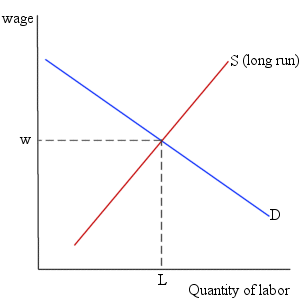 wage
S (long run)
w
D
L
Quantity of labor